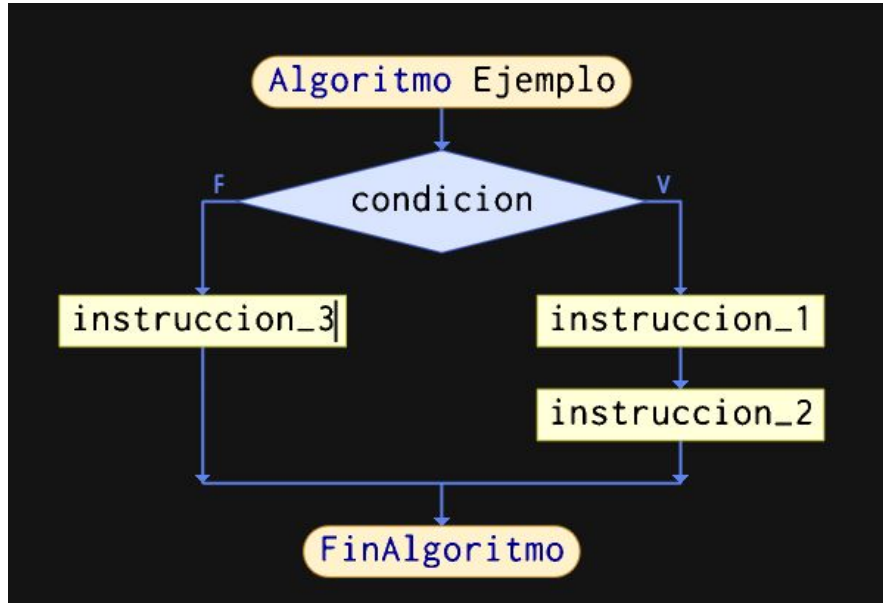 Algoritmo Ejemplo
F
V
condicion
instruccion_3
instruccion_1
instruccion_2
FinAlgoritmo